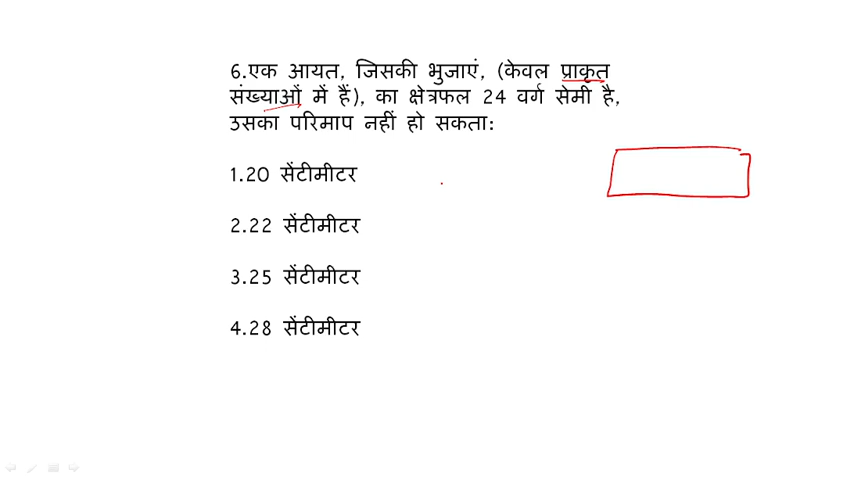 6.एक आयत, जिसकी भुजाएं, (केवल प्राकृत
संख्याओं में हैं), का क्षेत्रफल 24 वर्ग सेमी है,
उसका परिमाप नहीं हो सकता:
1.20 सेंटीमीटर
2.22 सेंटीमीटर
3.25 सेंटीमीटर
4.28 सेंटीमीटर